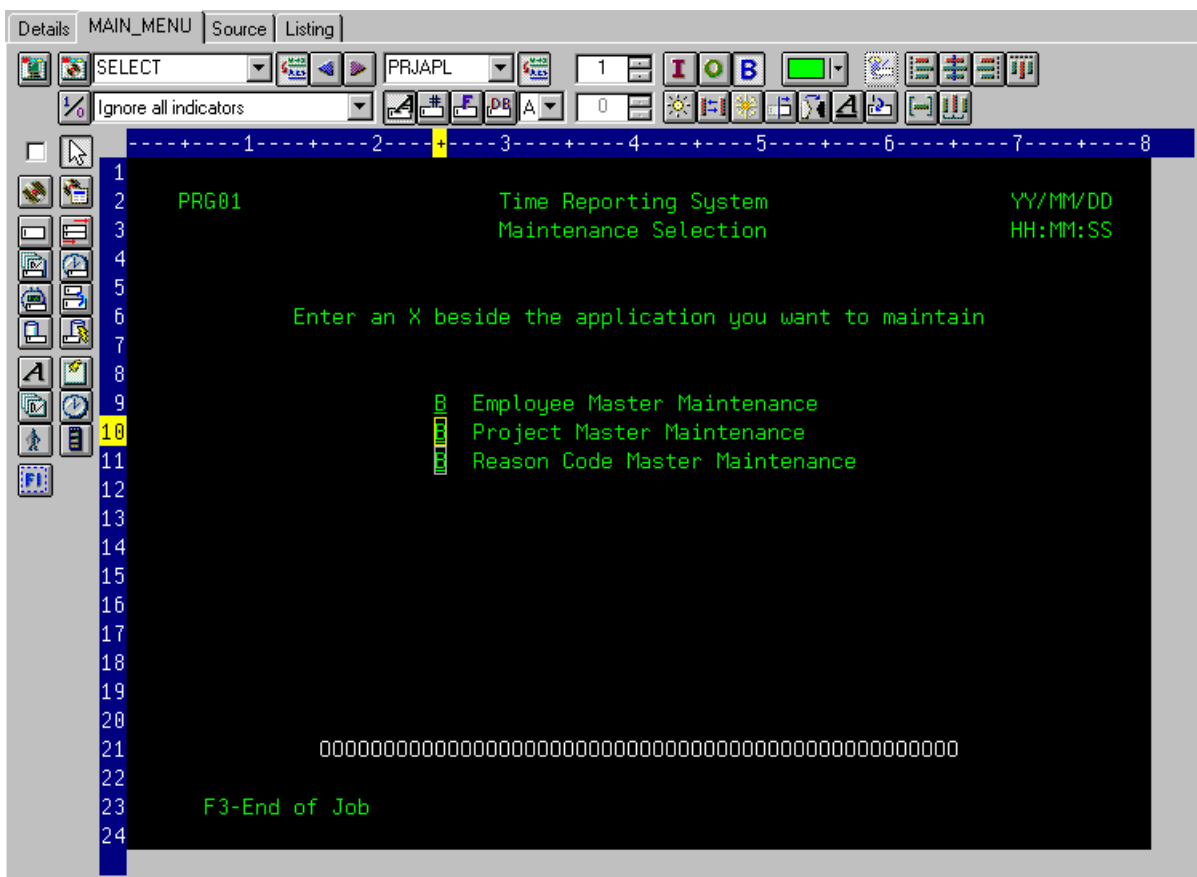 Details MAIN_MENU Source Listing
SELECT PRJAPL 1 I O B
1/0 Ignore all indicators A # F DB A 0 A
----+----1----+----2----+----3----+----4----+----5----+----6----+----7----+----8
1
2 PRG01 Time Reporting System YY/MM/DD
3 Maintenance Selection HH:MM:SS
4
5
6 Enter an X beside the application you want to maintain
7
A 8
9 B Employee Master Maintenance
10 B Project Master Maintenance
11 B Reason Code Master Maintenance
FI 12
13
14
15
16
17
18
19
20
21 OOOOOOOOOOOOOOOOOOOOOOOOOOOOOOOOOOOOOOOOOOOOOOOOOO
22
23 F3-End of Job
24